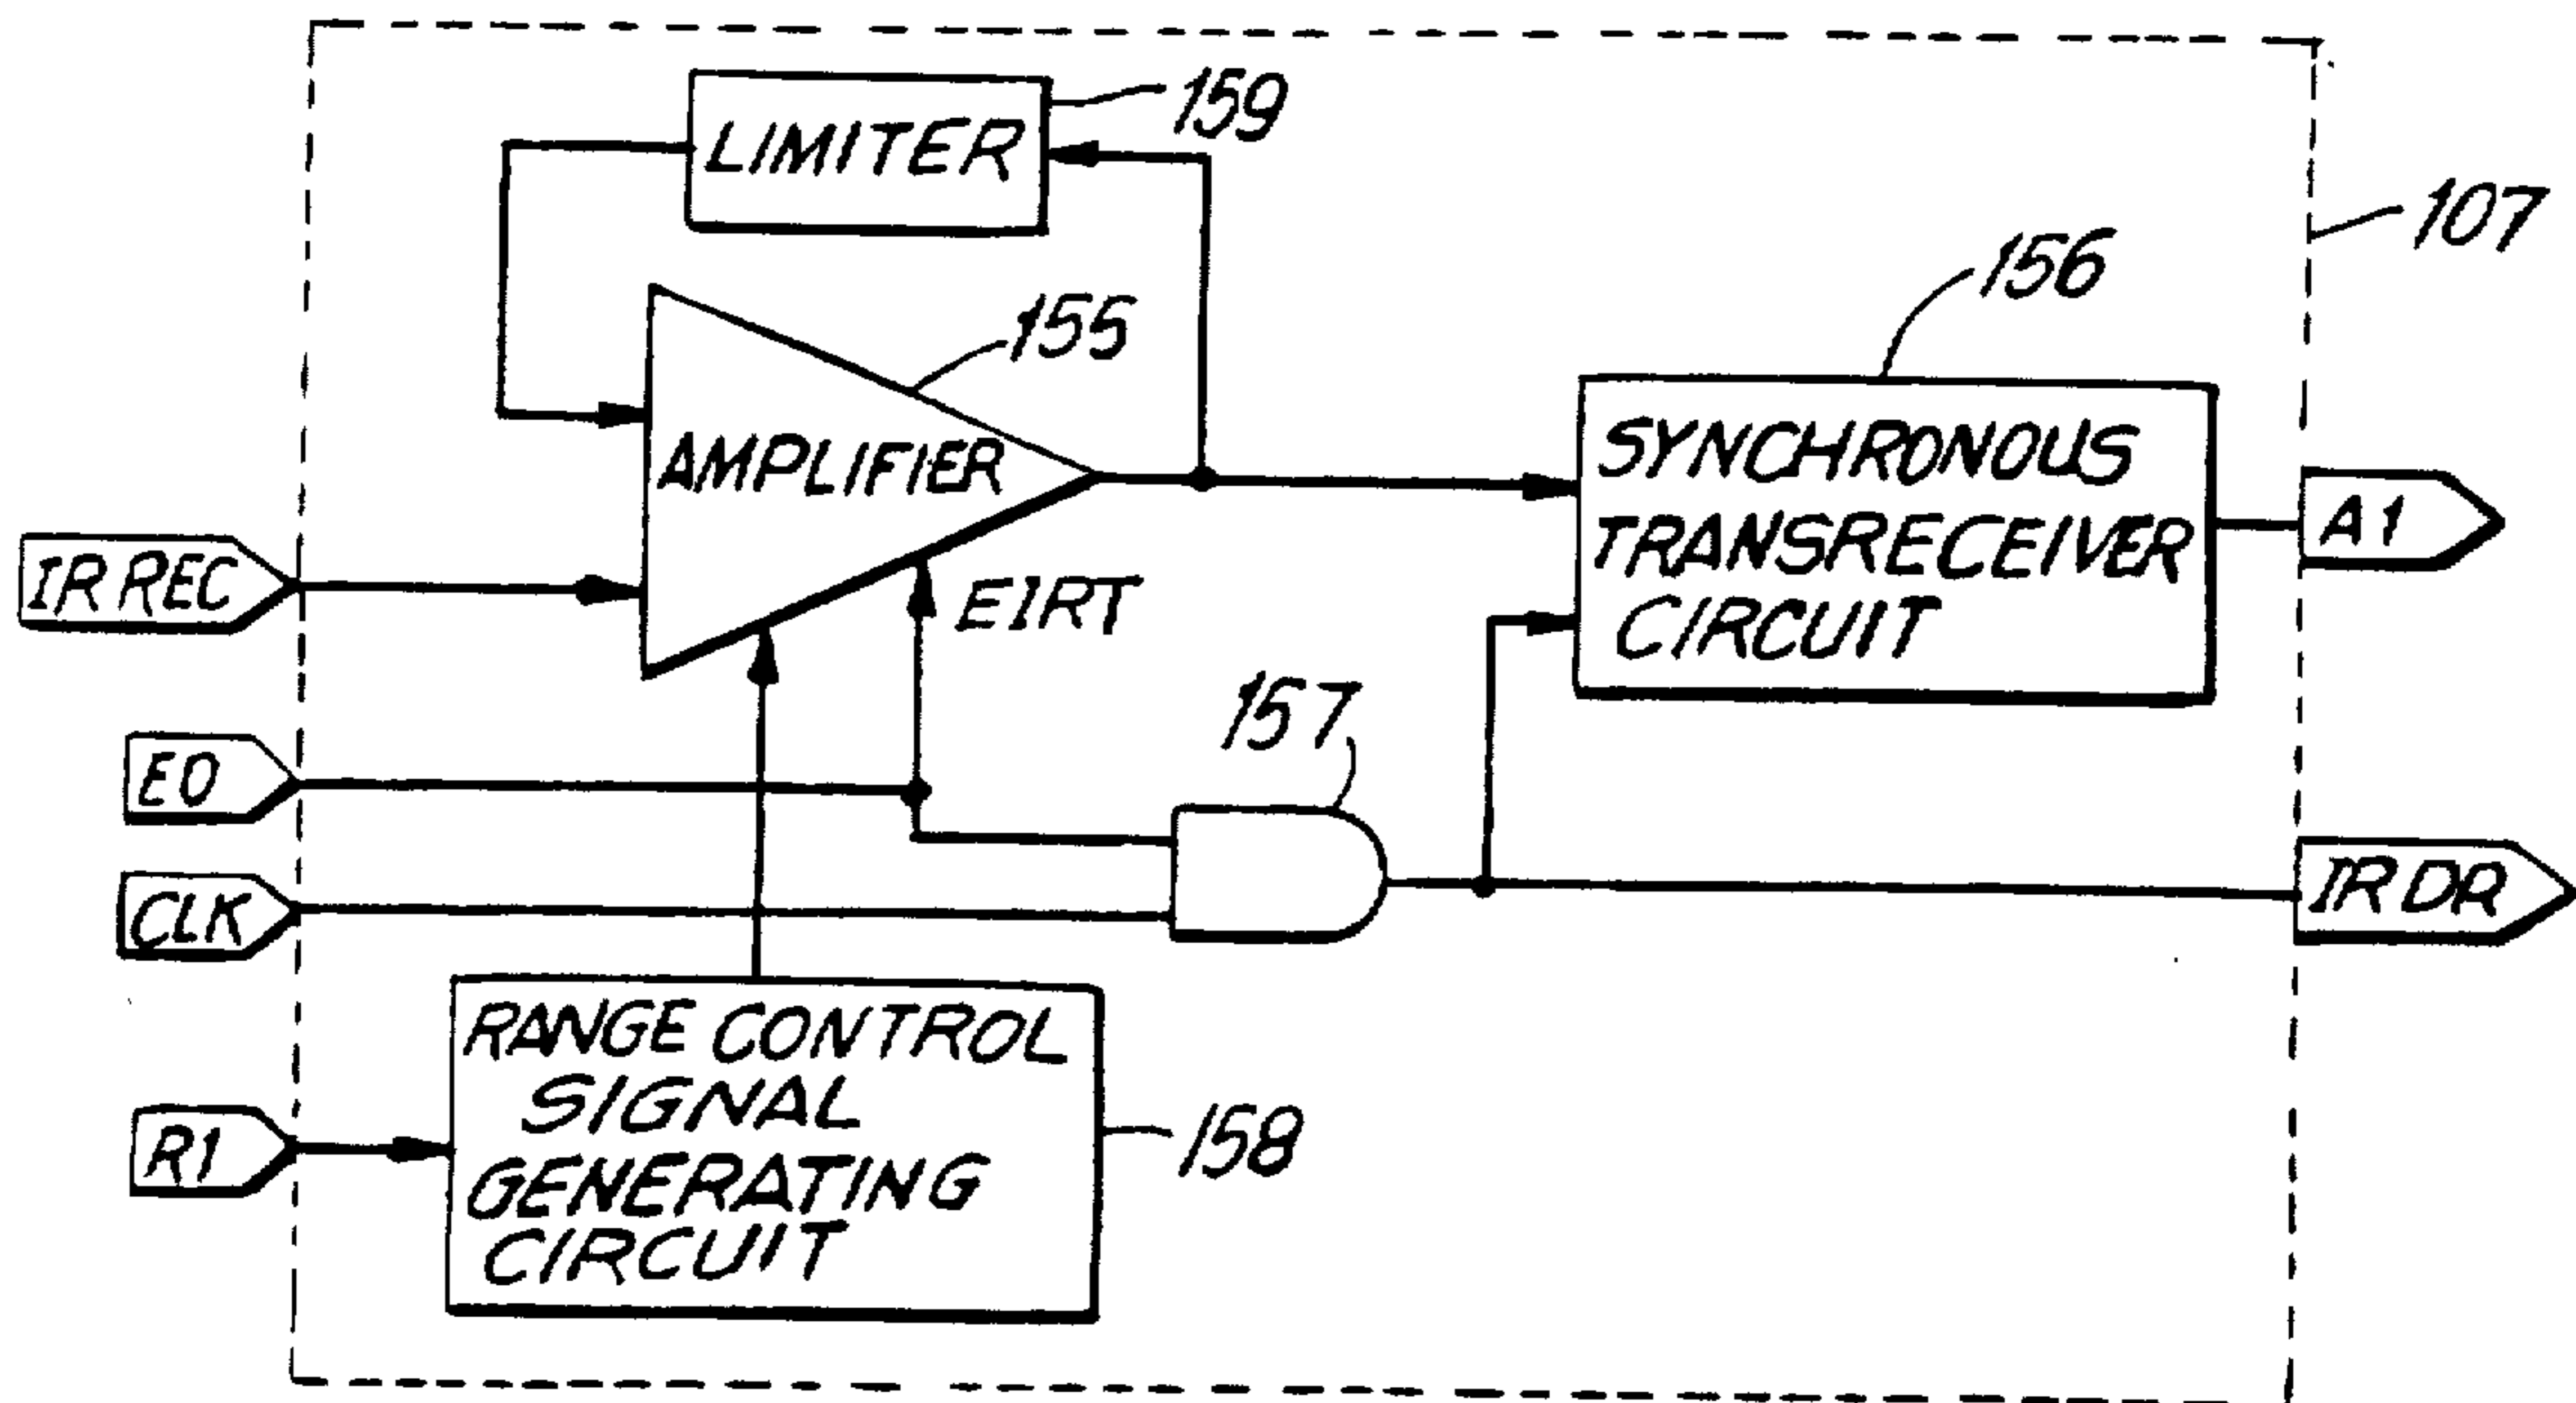 159
LIMITER
107
156
155
SYNCHRONOUS
TRANSRECEIVER
CIRCUIT
AMPLIFIER
A1
IR REC
EIRT
157
E0
CLK
IR DR
RANGE CONTROL
SIGNAL
GENERATING
CIRCUIT
R1
158